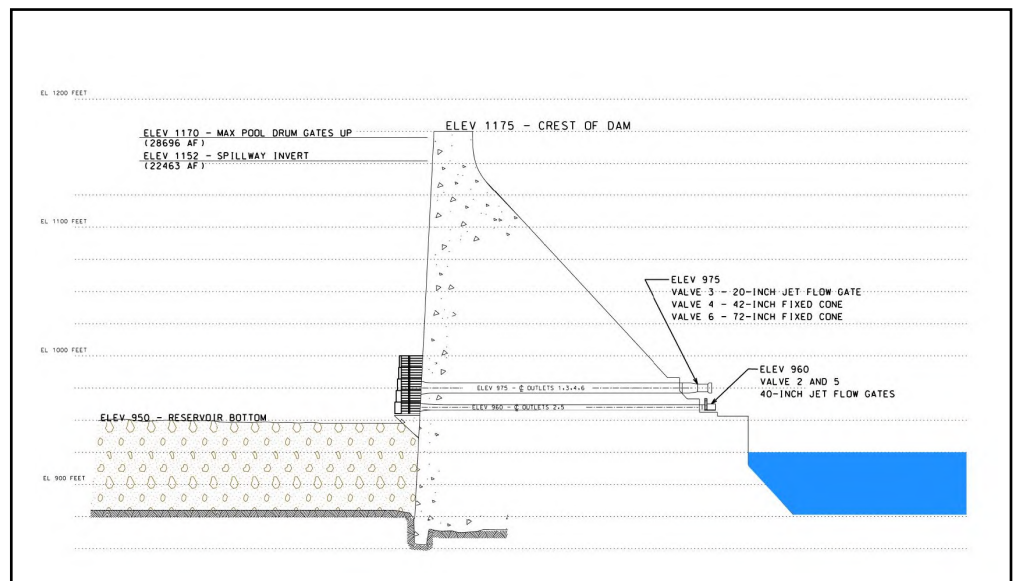 EL 1200 FEET
ELEV 1175 - CREST OF DAM
ELEV 1170 - MAX POOL DRUM GATES UP
(28696 AF)
ELEV 1152 - SPILLWAY INVERT
(22463 AF)
EL 1100 FEET
ELEV 975
VALVE 3 - 20-INCH JET FLOW GATE
VALVE 4 - 42-INCH FIXED CONE
VALVE 6 - 72-INCH FIXED CONE
EL 1000 FEET
ELEV 960
VALVE 2 AND 5
40-INCH JET FLOW GATES
ELEV 975 - ℄ OUTLETS 1,3,4,6
ELEV 960 - ℄ OUTLETS 2,5
ELEV 950 - RESERVOIR BOTTOM
EL 900 FEET